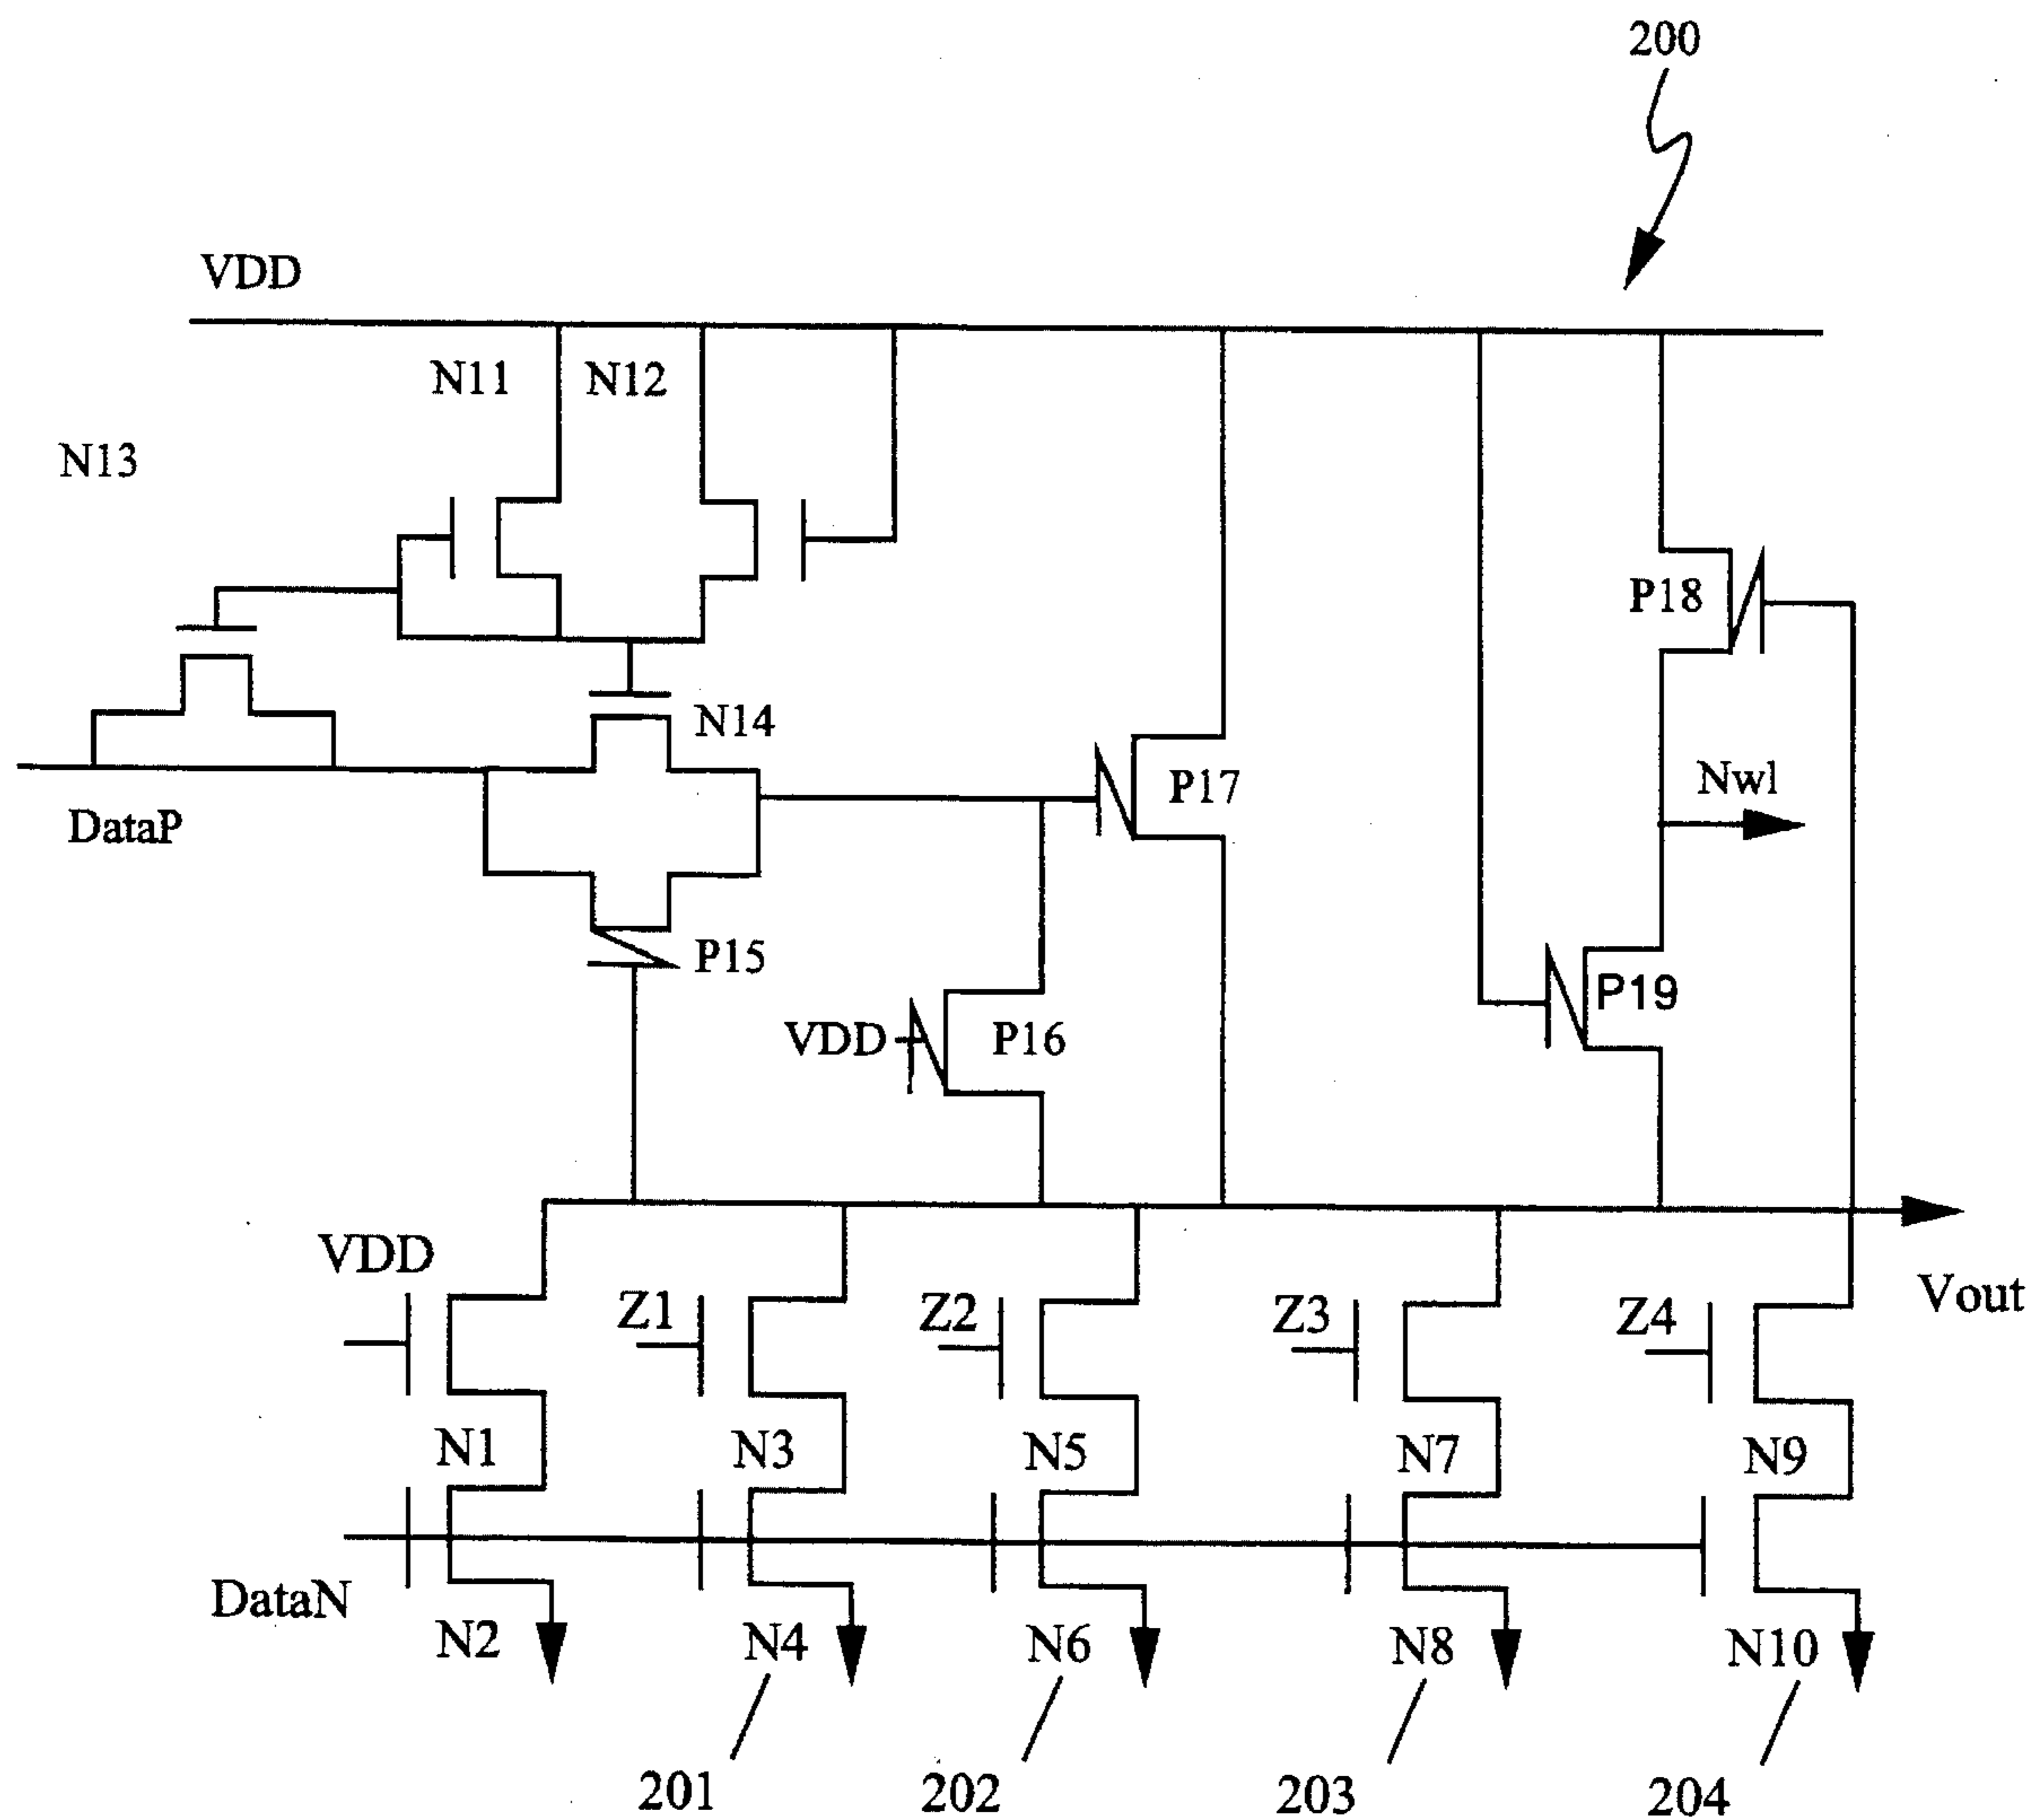 200
VDD
N11
N12
N13
P18
N14
P17
Nwl
DataP
P15
P19
VDD
P16
VDD
Z1
Z2
Z3
Z4
Vout
N1
N3
N5
N7
N9
DataN
N2
N4
N6
N8
N10
201
202
203
204